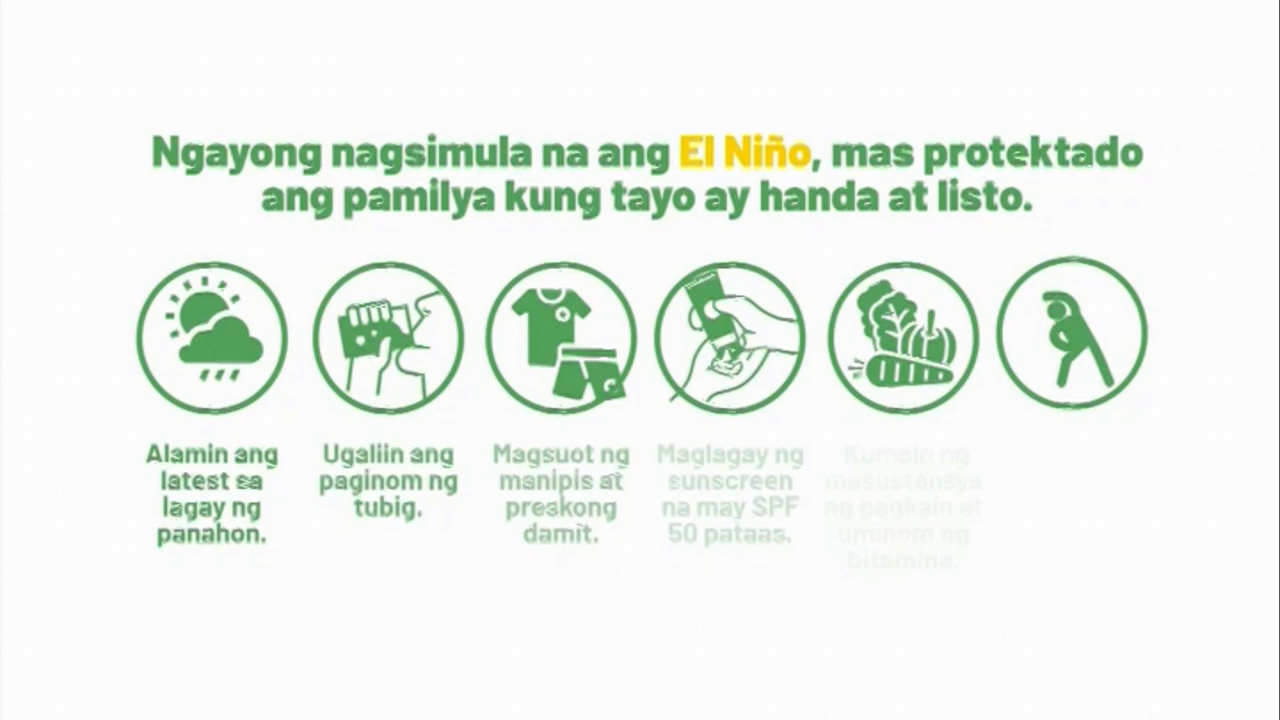 Ngayong nagsimula na ang El Niño, mas protektado
ang pamilya kung tayo ay handa at listo.
Alamin ang
latest sa
lagay ng
panahon.
Ugaliin ang
paginom ng
tubig.
Magsuot ng
manipis at
preskong
damit.
Maglagay ng
sunscreen
na may SPF
50 pataas.
Kumain ng
masustansya
ng pagkain at
uminom ng
bitamina.